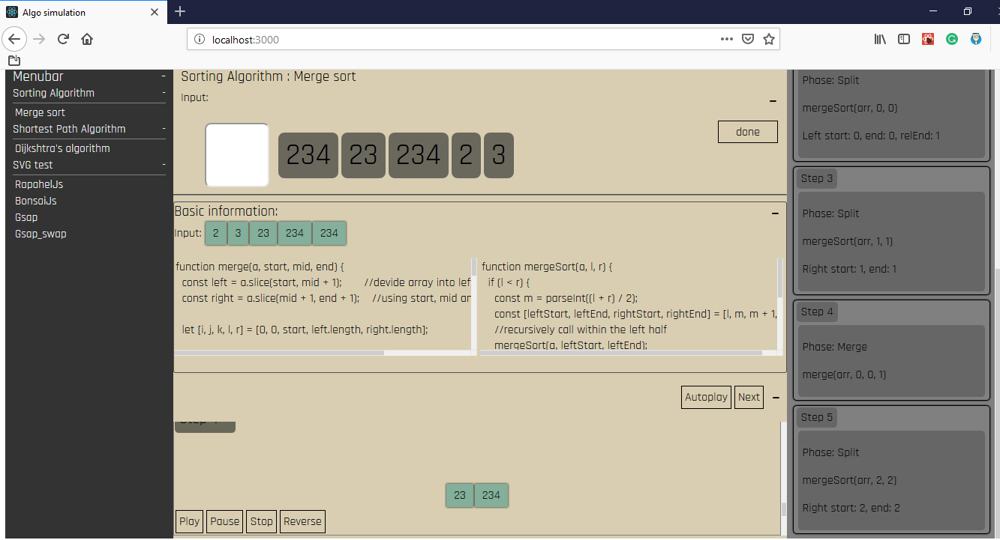 Algo simulation
localhost:3000
Menubar -
Sorting Algorithm -
Merge sort
Shortest Path Algorithm -
Dijkshtra's algorithm
SVG test -
RapahelJs
BonsaiJs
Gsap
Gsap_swap
Sorting Algorithm : Merge sort
Input:
done
234 23 234 2 3
Basic information:
Input: 2 3 23 234 234
function merge(a, start, mid, end) {
const left = a.slice(start, mid + 1); //devide array into lef
const right = a.slice(mid + 1, end + 1); //using start, mid an
let [i, j, k, l, r] = [0, 0, start, left.length, right.length];
function mergeSort(a, l, r) {
if (l < r) {
const m = parseInt((l + r) / 2);
const [leftStart, leftEnd, rightStart, rightEnd] = [l, m, m + 1,
//recursively call within the left half
mergeSort(a, leftStart, leftEnd);
Autoplay Next
23 234
Play Pause Stop Reverse
Phase: Split
mergeSort(arr, 0, 0)
Left start: 0, end: 0, relEnd: 1
Step 3
Phase: Split
mergeSort(arr, 1, 1)
Right start: 1, end: 1
Step 4
Phase: Merge
merge(arr, 0, 0, 1)
Step 5
Phase: Split
mergeSort(arr, 2, 2)
Right start: 2, end: 2